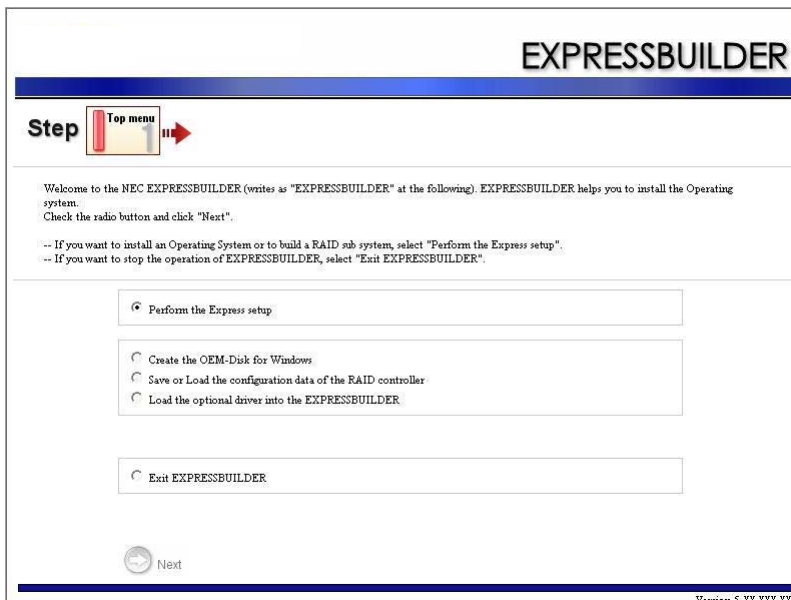 EXPRESSBUILDER
Step
Top menu
1
Welcome to the NEC EXPRESSBUILDER (writes as "EXPRESSBUILDER" at the following). EXPRESSBUILDER helps you to install the Operating
system.
Check the radio button and click "Next".
-- If you want to install an Operating System or to build a RAID sub system, select "Perform the Express setup".
-- If you want to stop the operation of EXPRESSBUILDER, select "Exit EXPRESSBUILDER".
Perform the Express setup
Create the OEM-Disk for Windows
Save or Load the configuration data of the RAID controller
Load the optional driver into the EXPRESSBUILDER
Exit EXPRESSBUILDER
Next